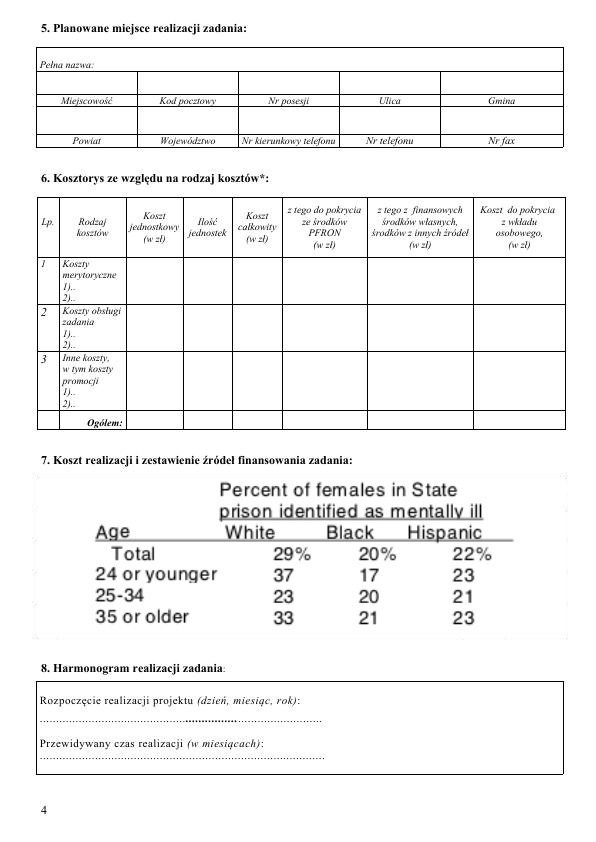 5. Planowane miejsce realizacji zadania:
Pełna nazwa:
Miejscowość Kod pocztowy Nr posesji Ulica Gmina
Powiat Województwo Nr kierunkowy telefonu Nr telefonu Nr fax
6. Kosztorys ze względu na rodzaj kosztów*:
Lp.
Rodzaj
kosztów
Koszt
jednostkowy
(w zł)
Ilość
jednostek
Koszt
całkowity
(w zł)
z tego do pokrycia
ze środków
PFRON
(w zł)
z tego z finansowych
środków własnych,
środków z innych źródeł
(w zł)
Koszt do pokrycia
z wkładu
osobowego,
(w zł)
1 Koszty
merytoryczne
1)..
2)..
2 Koszty obsługi
zadania
1)..
2)..
3 Inne koszty,
w tym koszty
promocji
1)..
2)..
Ogółem:
7. Koszt realizacji i zestawienie źródeł finansowania zadania:
Percent of females in State
prison identified as mentally ill
Age White Black Hispanic
Total 29% 20% 22%
24 or younger 37 17 23
25-34 23 20 21
35 or older 33 21 23
8. Harmonogram realizacji zadania:
Rozpoczęcie realizacji projektu (dzień, miesiąc, rok):
......................................................................................
Przewidywany czas realizacji (w miesiącach):
.......................................................................................
4